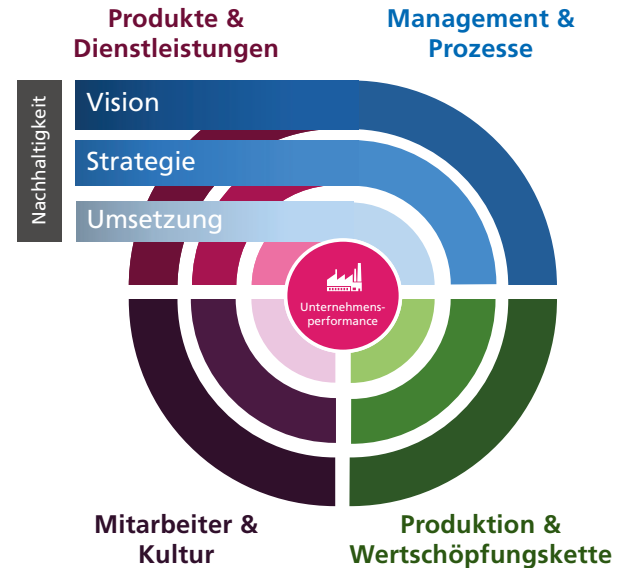 Produkte &
Dienstleistungen
Management &
Prozesse
Nachhaltigkeit
Vision
Strategie
Umsetzung
Unternehmens-
performance
Mitarbeiter &
Kultur
Produktion &
Wertschöpfungskette